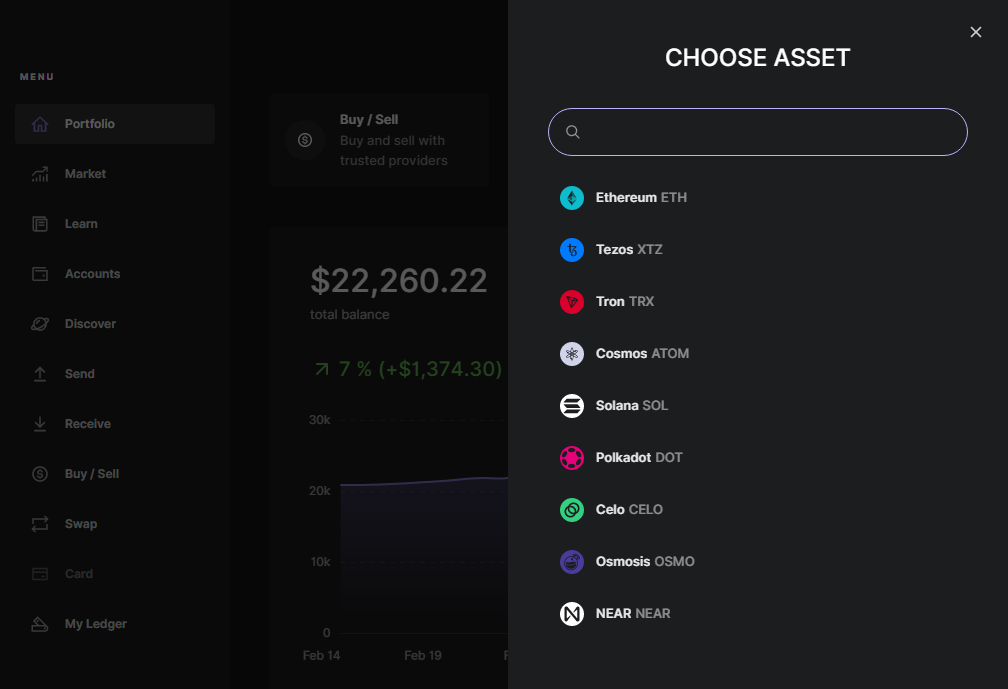 MENU
Portfolio
Market
Learn
Accounts
Discover
Send
Receive
Buy / Sell
Swap
Card
My Ledger
Buy / Sell
Buy and sell with
trusted providers
$22,260.22
total balance
7 % (+$1,374.30)
30k
20k
10k
0
Feb 14
Feb 19
CHOOSE ASSET
Ethereum ETH
Tezos XTZ
Tron TRX
Cosmos ATOM
Solana SOL
Polkadot DOT
Celo CELO
Osmosis OSMO
NEAR NEAR